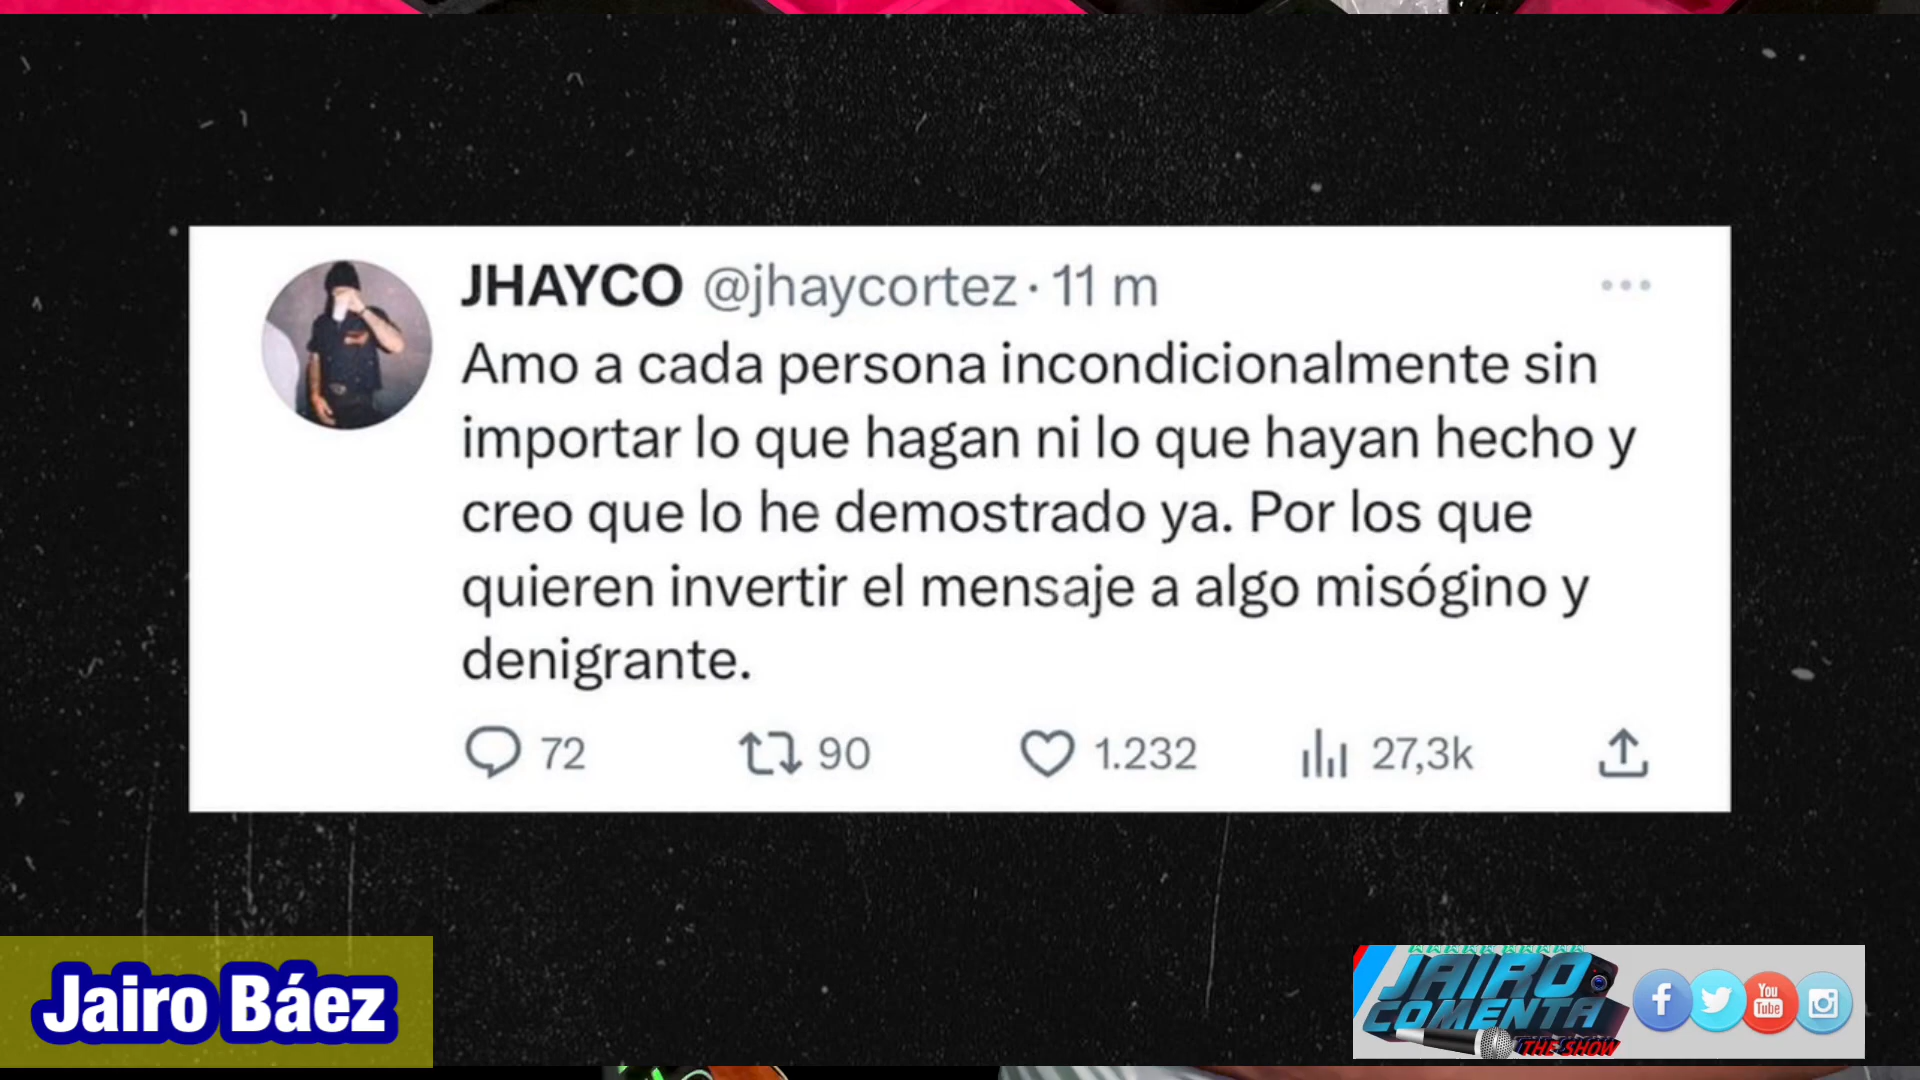 JHAYCO @jhaycortez · 11 m
Amo a cada persona incondicionalmente sin
importar lo que hagan ni lo que hayan hecho y
creo que lo he demostrado ya. Por los que
quieren invertir el mensaje a algo misógino y
denigrante.
72 90 1.232 27,3k
Jairo Báez
JAIRO
COMENTA
THE SHOW
You
Tube